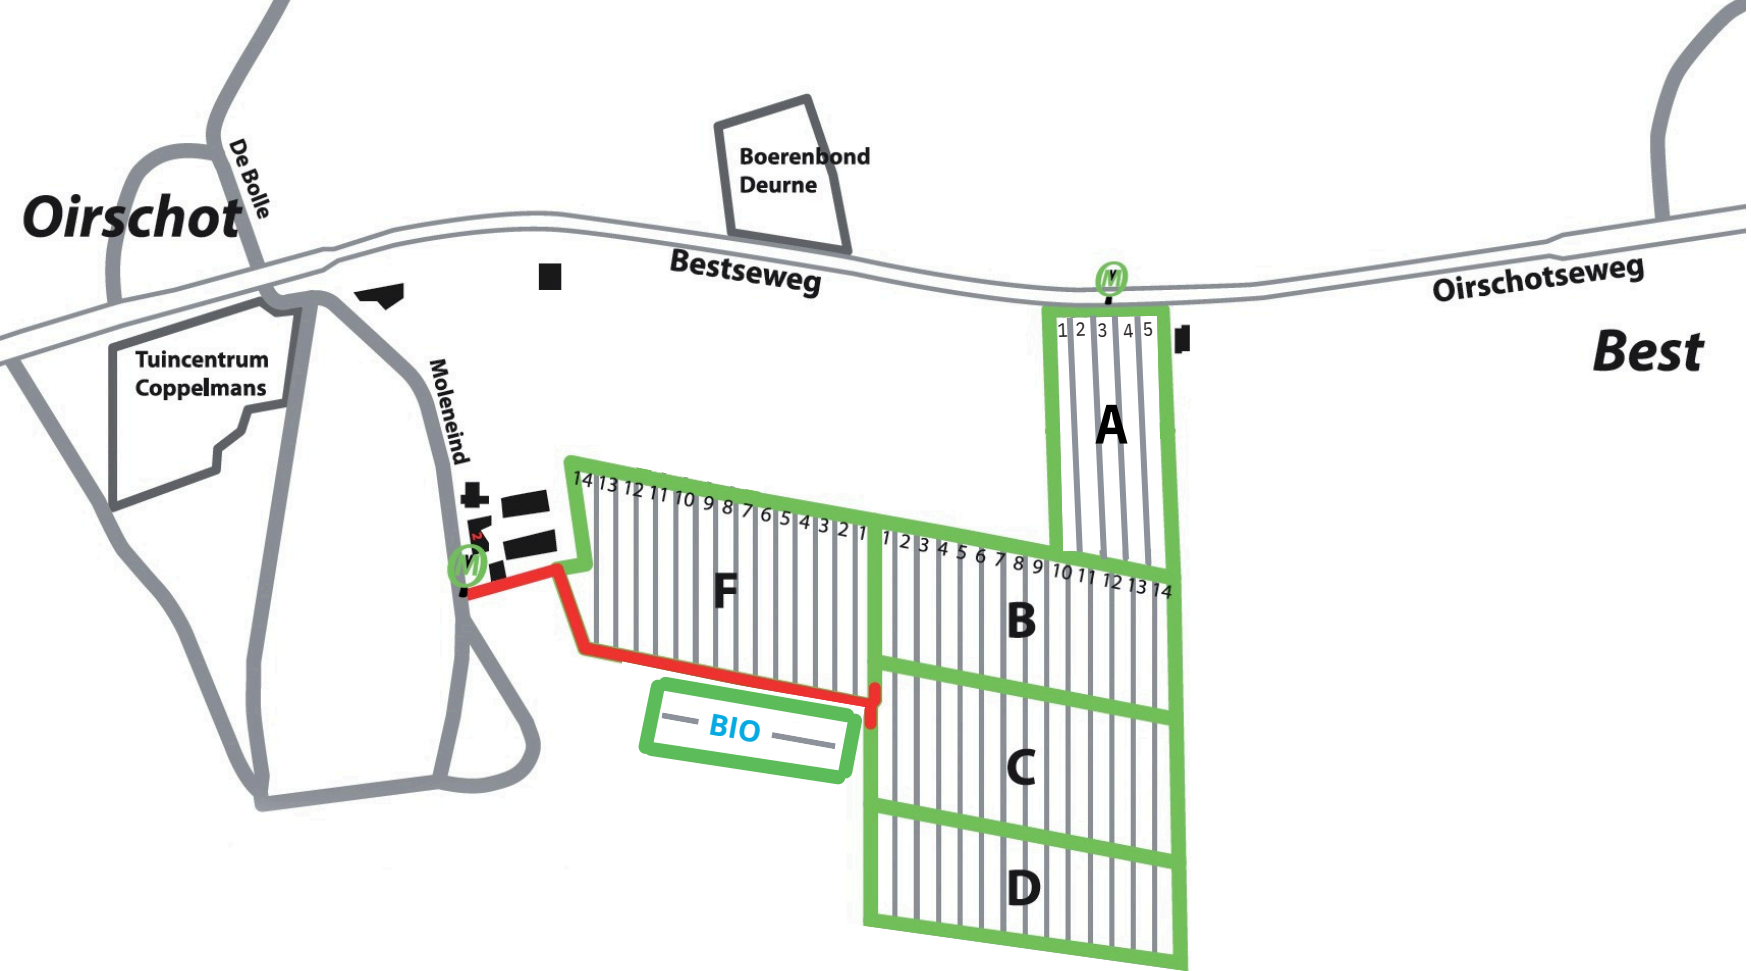 De Bolle
Oirschot
Boerenbond
Deurne
Bestseweg
M
Oirschotseweg
Best
Tuincentrum
Coppelmans
Moleneind
1 2 3 4 5
A
14 13 12 11 10 9 8 7 6 5 4 3 2 1
1 2 3 4 5 6 7 8 9 10 11 12 13 14
2
M
F
B
BIO
C
D